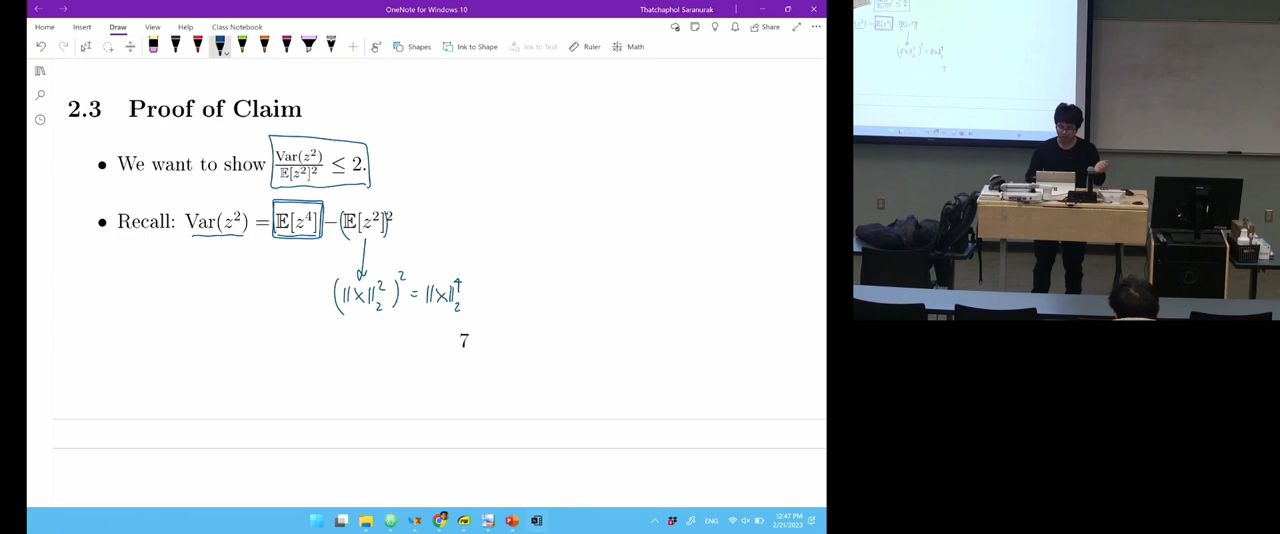 OneNote for Windows 10
Thatchaphol Saranurak
Home Insert Draw View Help Class Notebook
Share
Shapes Ink to Shape Ink to Text Ruler Math
2.3 Proof of Claim
• We want to show Var(z²)/𝔼[z²]² ≤ 2.
• Recall: Var(z²) = 𝔼[z⁴] − (𝔼[z²])²
(||x||₂²)² = ||x||₂⁴
7
ENG
12:47 PM
2/21/2023